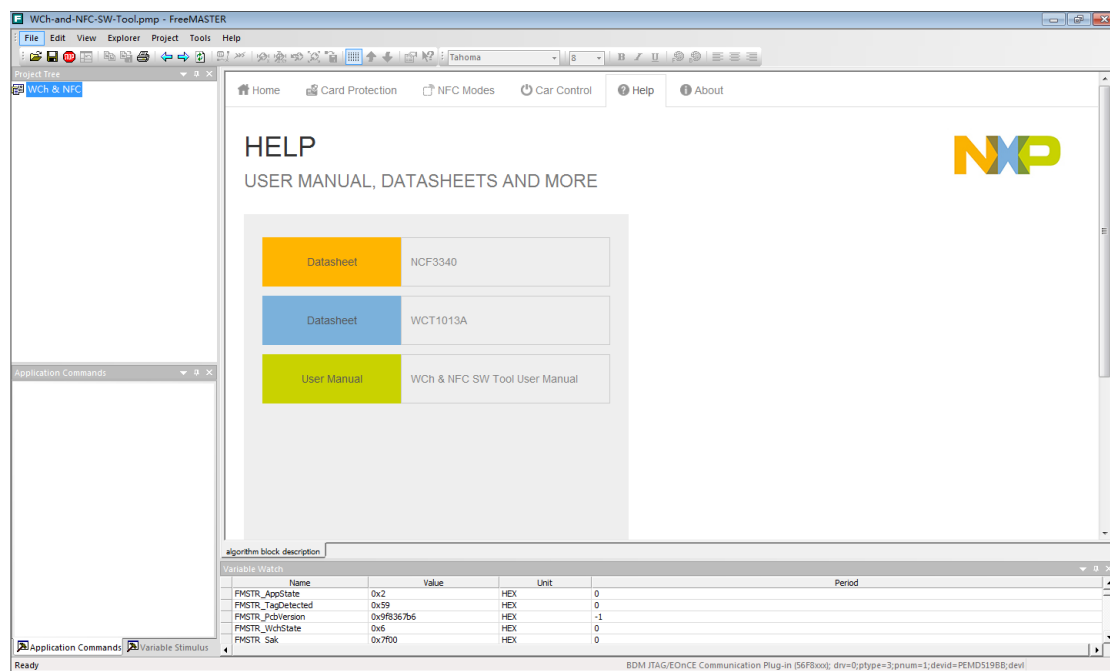 WCh-and-NFC-SW-Tool.pmp - FreeMASTER
File Edit View Explorer Project Tools Help
Tahoma 8 B I U
Project Tree
WCh & NFC
Home Card Protection NFC Modes Car Control Help About
HELP
NXP
USER MANUAL, DATASHEETS AND MORE
Datasheet NCF3340
Datasheet WCT1013A
User Manual WCh & NFC SW Tool User Manual
Application Commands
algorithm block description
Variable Watch
Name Value Unit Period
FMSTR_AppState 0x2 HEX 0
FMSTR_TagDetected 0x59 HEX 0
FMSTR_PcbVersion 0x9f8367b6 HEX -1
FMSTR_WchState 0x6 HEX 0
FMSTR_Sak 0x7f00 HEX 0
Application Commands Variable Stimulus
Ready BDM JTAG/EOnCE Communication Plug-in (56F8xxx); drv=0;ptype=3;pnum=1;devid=PEMD519BB;devi